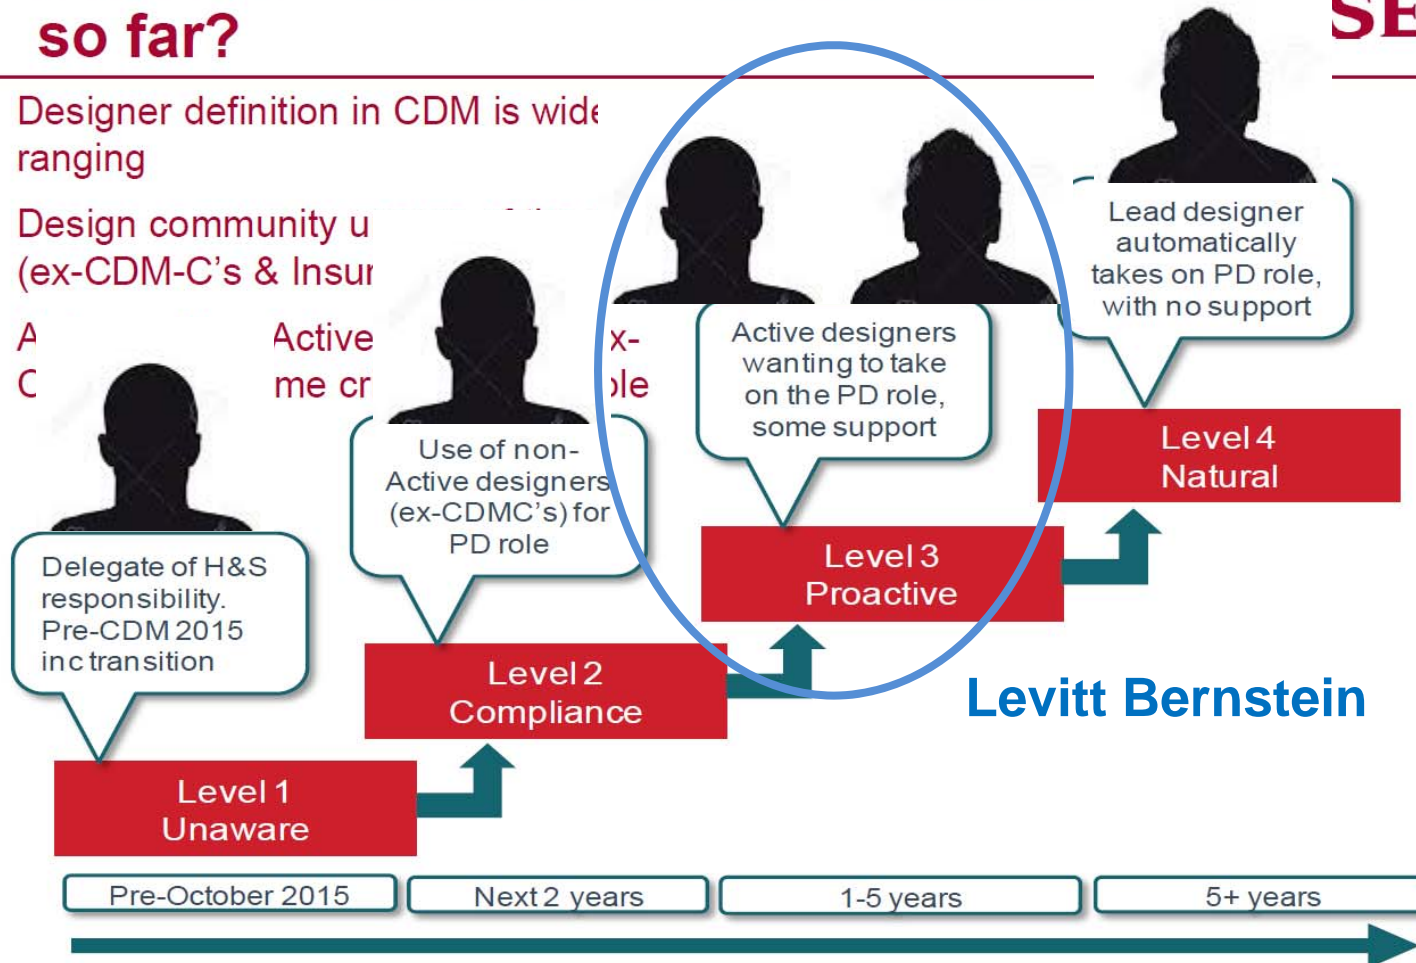 so far?
SE
Designer definition in CDM is wide
ranging
Design community u
(ex-CDM-C's & Insur
Active
x-
me cr
ole
Lead designer
automatically
takes on PD role,
with no support
Active designers
wanting to take
on the PD role,
some support
Level 4
Natural
Use of non-
Active designers
(ex-CDMC's) for
PD role
Level 3
Proactive
Delegate of H&S
responsibility.
Pre-CDM 2015
inc transition
Level 2
Compliance
Levitt Bernstein
Level 1
Unaware
Pre-October 2015
Next 2 years
1-5 years
5+ years